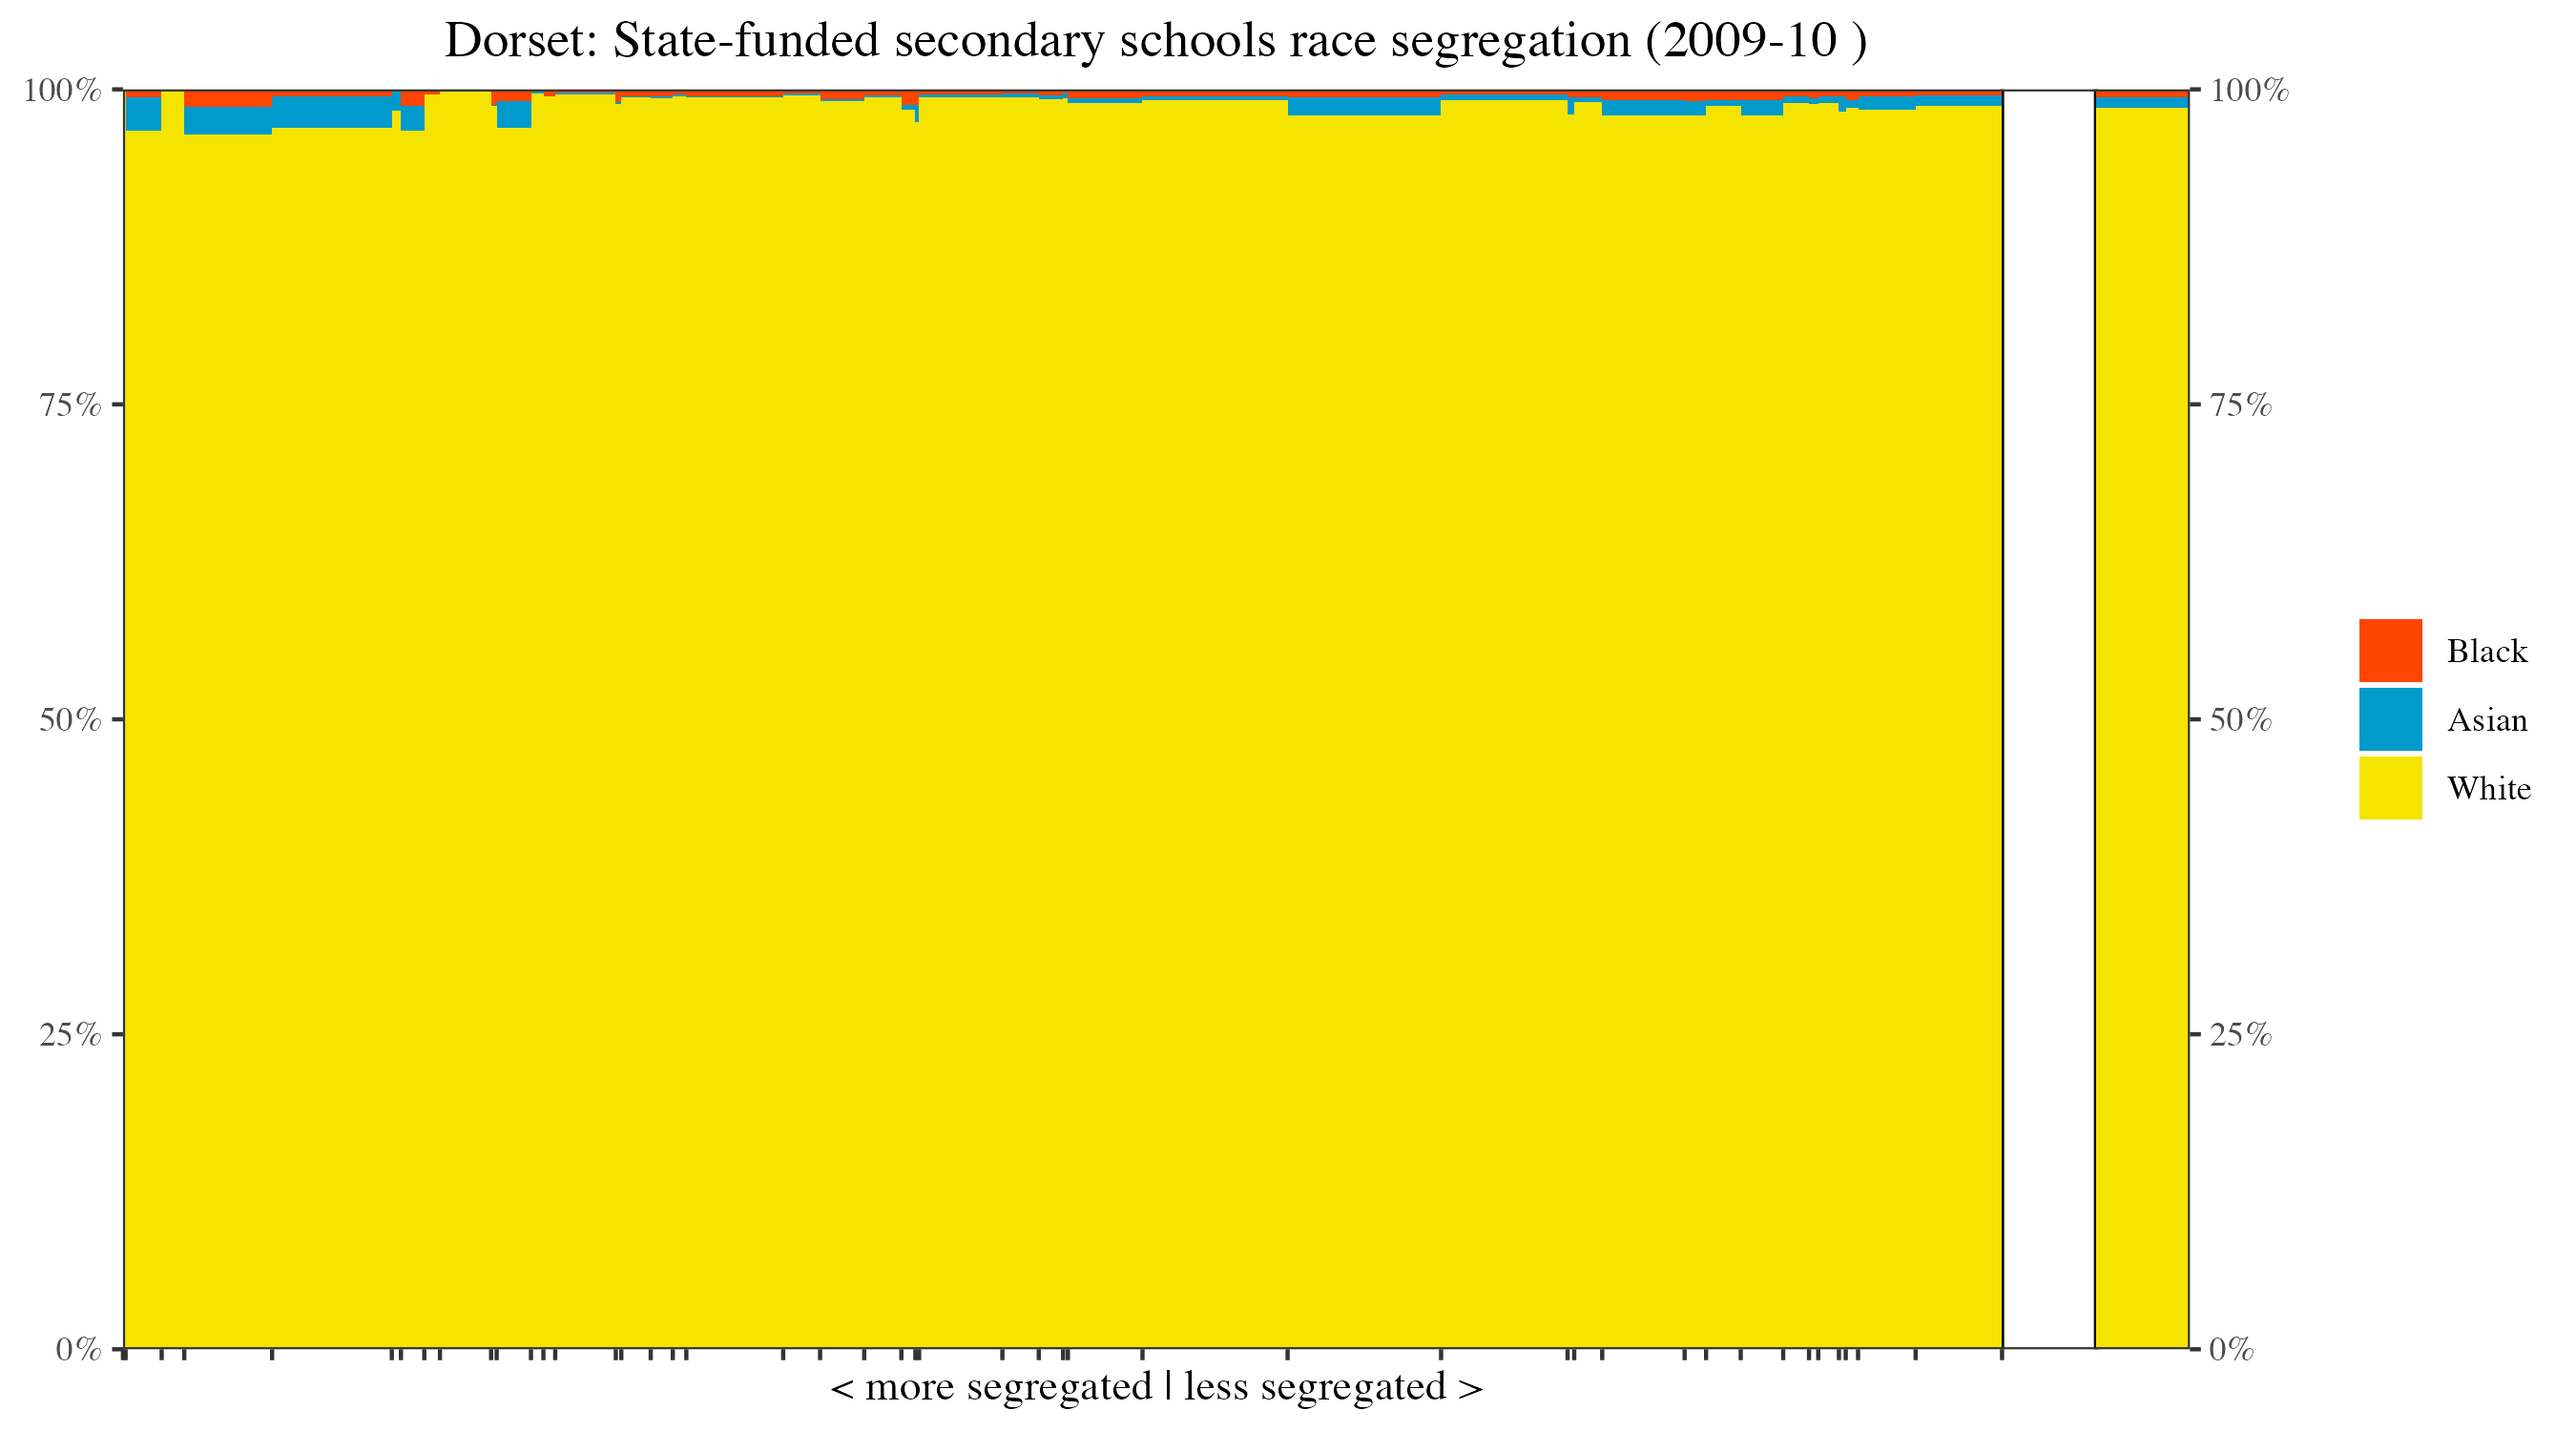 Dorset: State-funded secondary schools race segregation (2009-10 )
100%
75%
50%
25%
0%
100%
75%
50%
25%
0%
Black
Asian
White
< more segregated | less segregated >